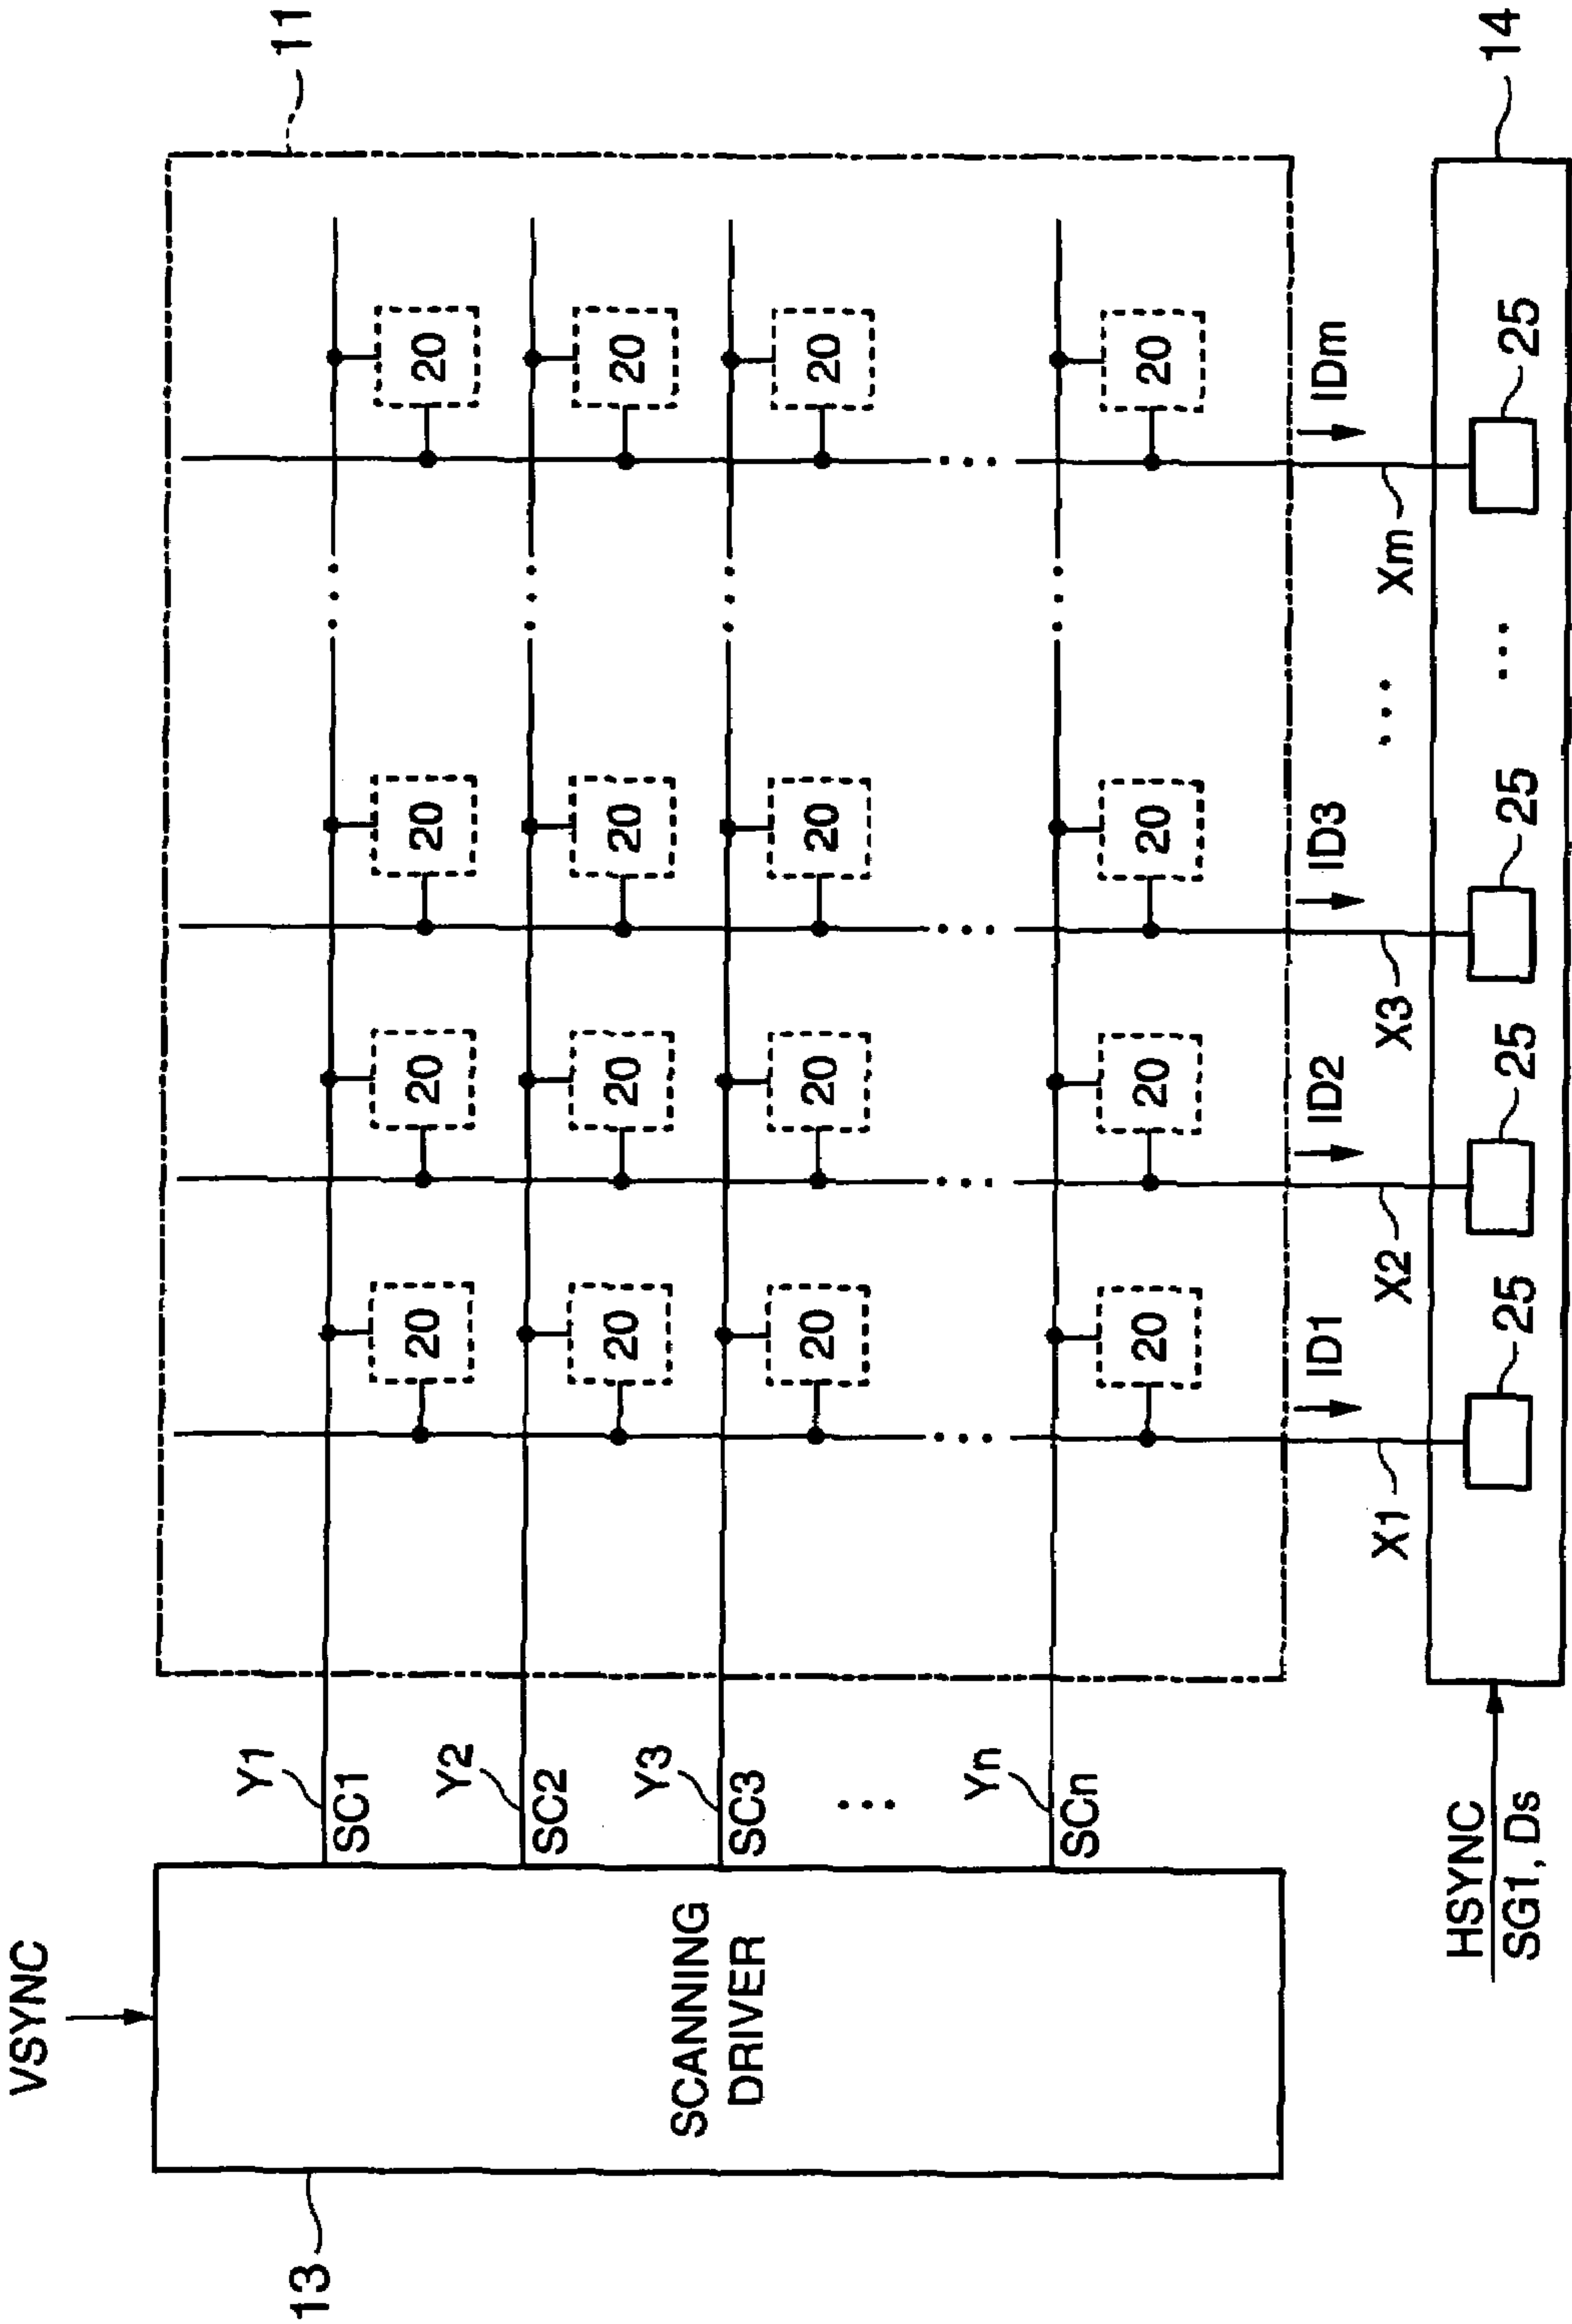 VSYNC
13
SCANNING
DRIVER
Y1
SC1
Y2
SC2
Y3
SC3
...
Yn
SCn
11
20 20 20 ... 20
20 20 20 ... 20
20 20 20 ... 20
... ... ... ...
20 20 20 20
ID1 ID2 ID3 IDm
X1 X2 X3 ... Xm
14
HSYNC
SG1, Ds
25 25 25 ... 25